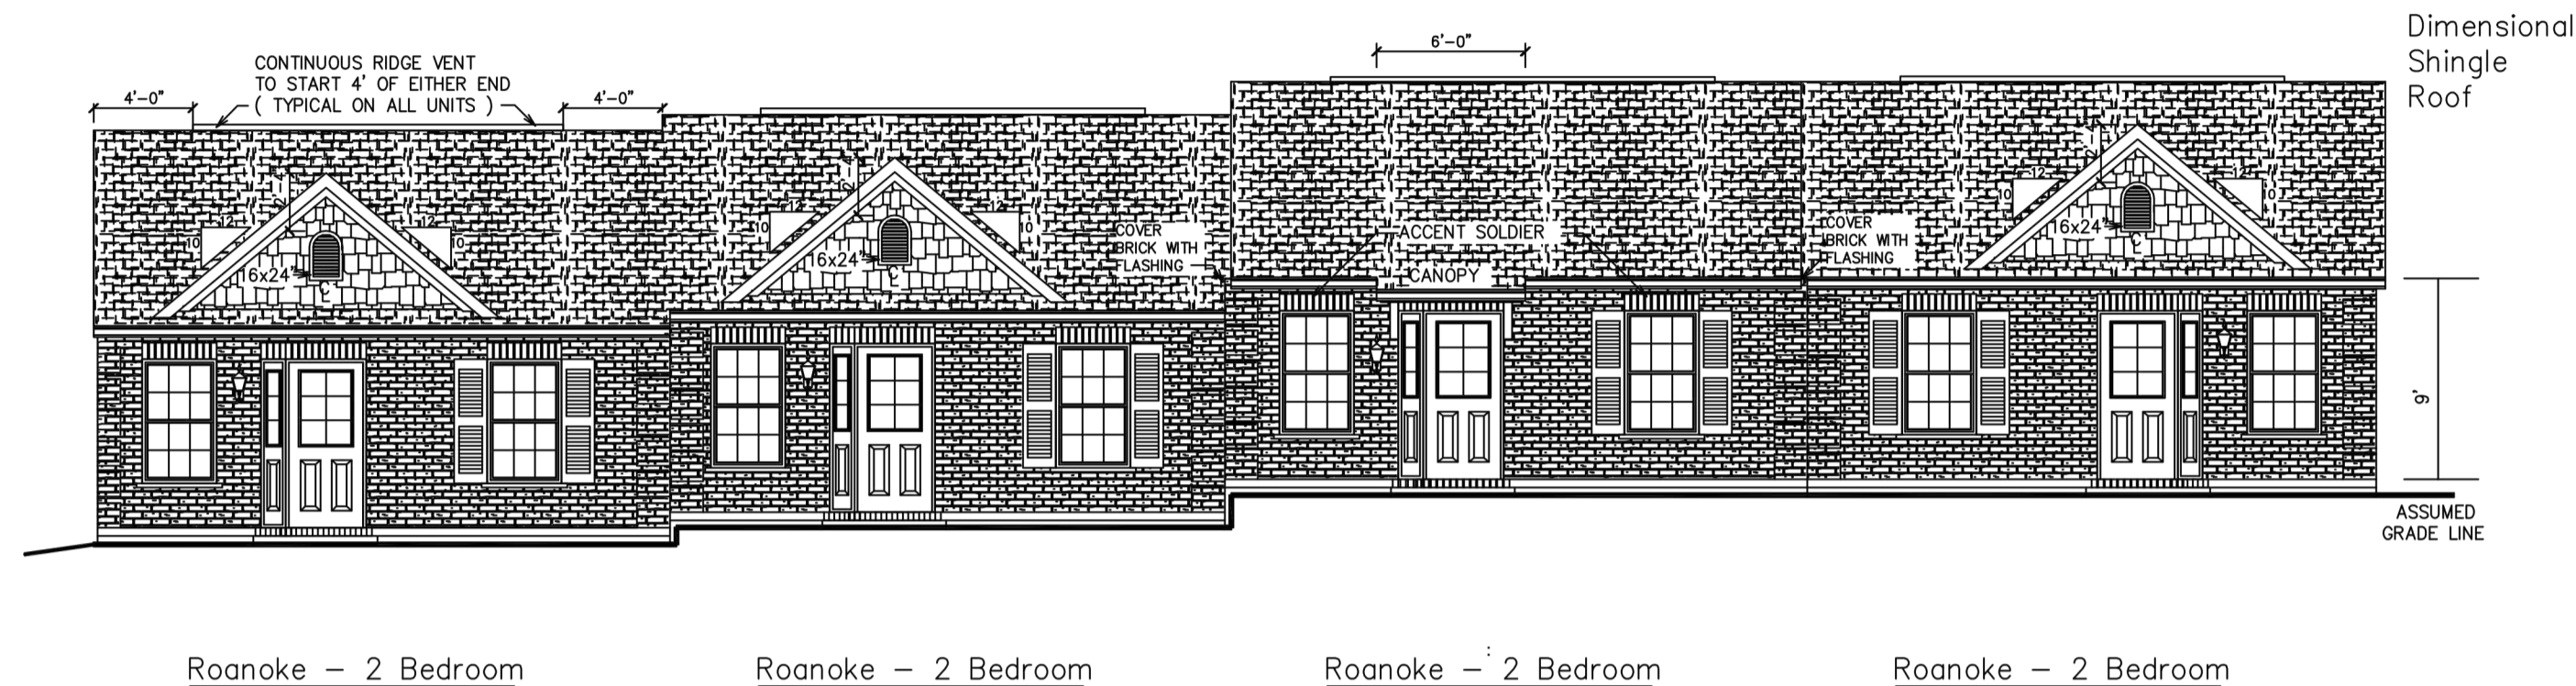 Dimensional
Shingle
Roof
CONTINUOUS RIDGE VENT
TO START 4' OF EITHER END
( TYPICAL ON ALL UNITS )
4'-0"
4'-0"
6'-0"
12
10
12
10
16x24"
℄
12
10
12
10
16x24"
℄
COVER
BRICK WITH
FLASHING
ACCENT SOLDIER
CANOPY
COVER
BRICK WITH
FLASHING
12
10
12
10
16x24"
℄
9'
ASSUMED
GRADE LINE
Roanoke - 2 Bedroom
Roanoke - 2 Bedroom
Roanoke - 2 Bedroom
Roanoke - 2 Bedroom